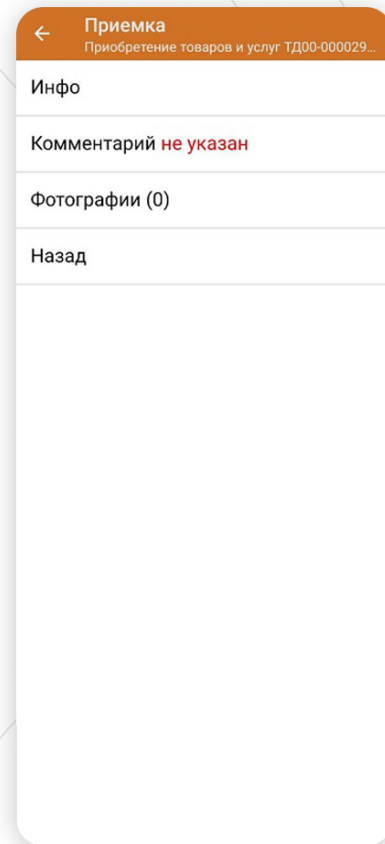 Приемка
Приобретение товаров и услуг ТД00-000029...
Инфо
Комментарий не указан
Фотографии (0)
Назад